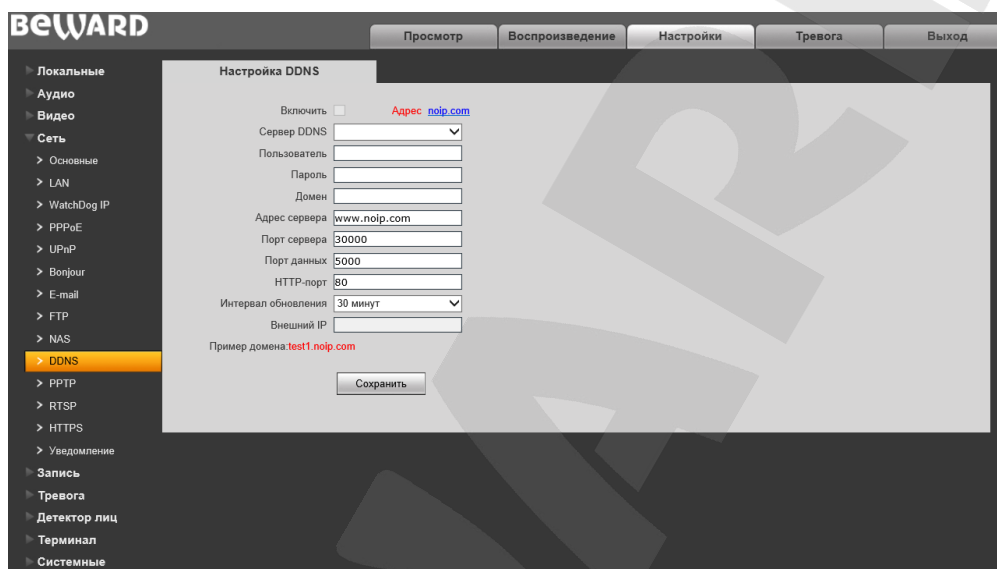 BEWARD
Просмотр
Воспроизведение
Настройки
Тревога
Выход
Локальные
Аудио
Видео
Сеть
Основные
LAN
WatchDog IP
PPPoE
UPnP
Bonjour
E-mail
FTP
NAS
DDNS
PPTP
RTSP
HTTPS
Уведомление
Запись
Тревога
Детектор лиц
Терминал
Системные
Настройка DDNS
Включить Адрес noip.com
Сервер DDNS
Пользователь
Пароль
Домен
Адрес сервера www.noip.com
Порт сервера 30000
Порт данных 5000
HTTP-порт 80
Интервал обновления 30 минут
Внешний IP
Пример домена:test1.noip.com
Сохранить